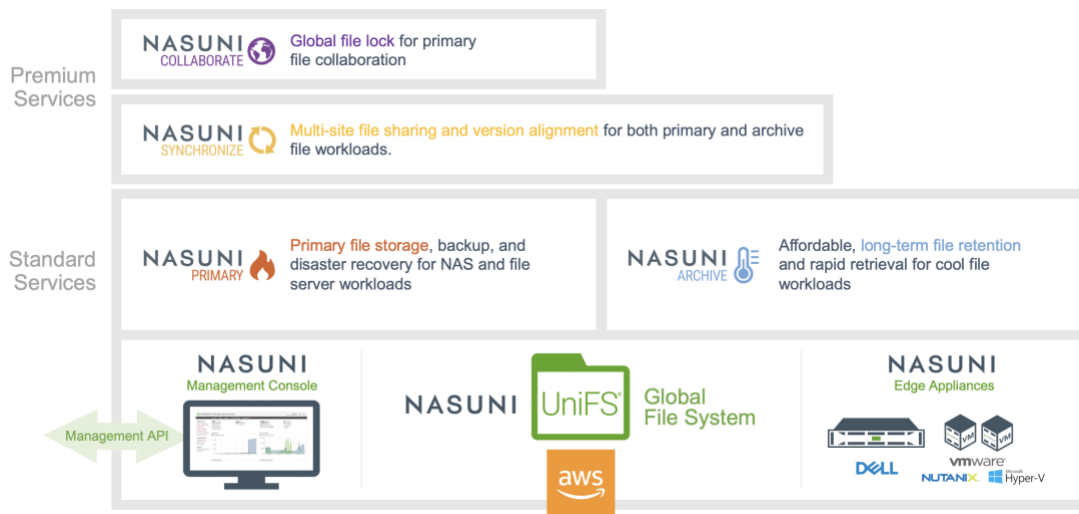 Premium
Services
NASUNI
COLLABORATE
Global file lock for primary
file collaboration
NASUNI
SYNCHRONIZE
Multi-site file sharing and version alignment for both primary and archive
file workloads.
Standard
Services
NASUNI
PRIMARY
Primary file storage, backup, and
disaster recovery for NAS and file
server workloads
NASUNI
ARCHIVE
Affordable, long-term file retention
and rapid retrieval for cool file
workloads
NASUNI
Management Console
Management API
NASUNI
UniFS®
Global
File System
aws
NASUNI
Edge Appliances
VM
VM
DELL
vmware®
NUTANIX
Microsoft
Hyper-V